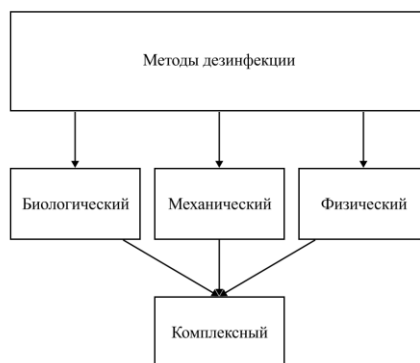 Методы дезинфекции
Биологический
Механический
Физический
Комплексный